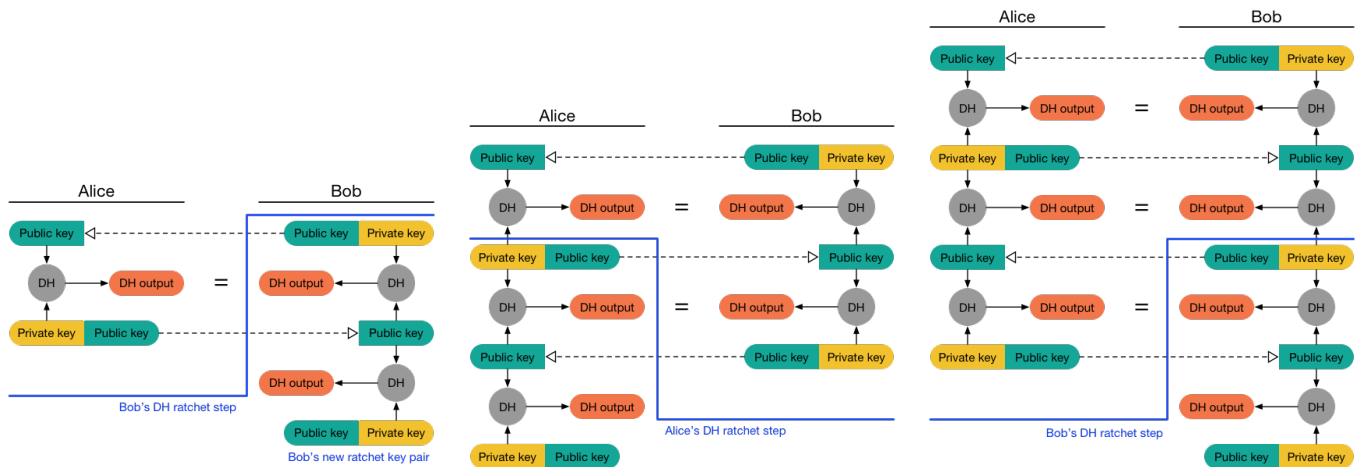 Alice Bob
Public key Public key Private key
DH DH output = DH output DH
Private key Public key Public key
DH output DH
Bob's DH ratchet step
Public key Private key
Bob's new ratchet key pair
Alice Bob
Public key Public key Private key
DH DH output = DH output DH
Private key Public key Public key
DH DH output = DH output DH
Public key Public key Private key
DH DH output
Alice's DH ratchet step
Private key Public key
Alice Bob
Public key Public key Private key
DH DH output = DH output DH
Private key Public key Public key
DH DH output = DH output DH
Public key Public key Private key
DH DH output = DH output DH
Private key Public key Public key
DH output DH
Bob's DH ratchet step
Public key Private key